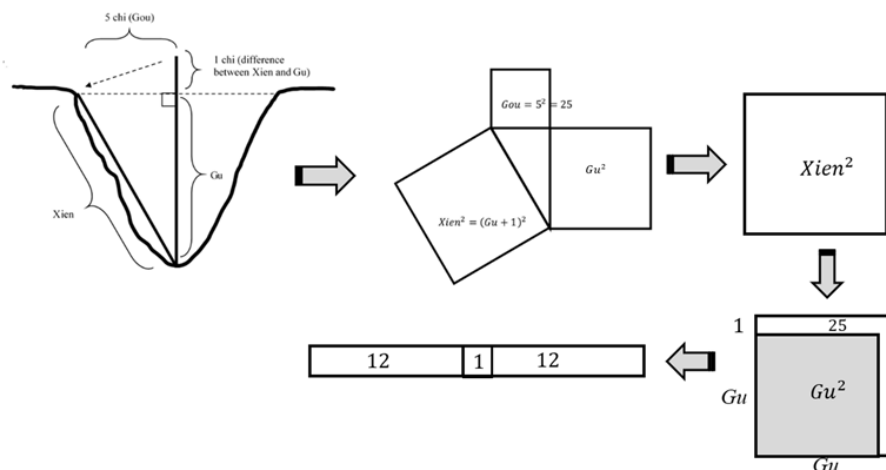 5 chi (Gou)
1 chi (difference
between Xien and Gu)
Gu
Xien
Gou = 5² = 25
Gu²
Xien² = (Gu + 1)²
Xien²
1
25
Gu
Gu²
Gu
12
1
12